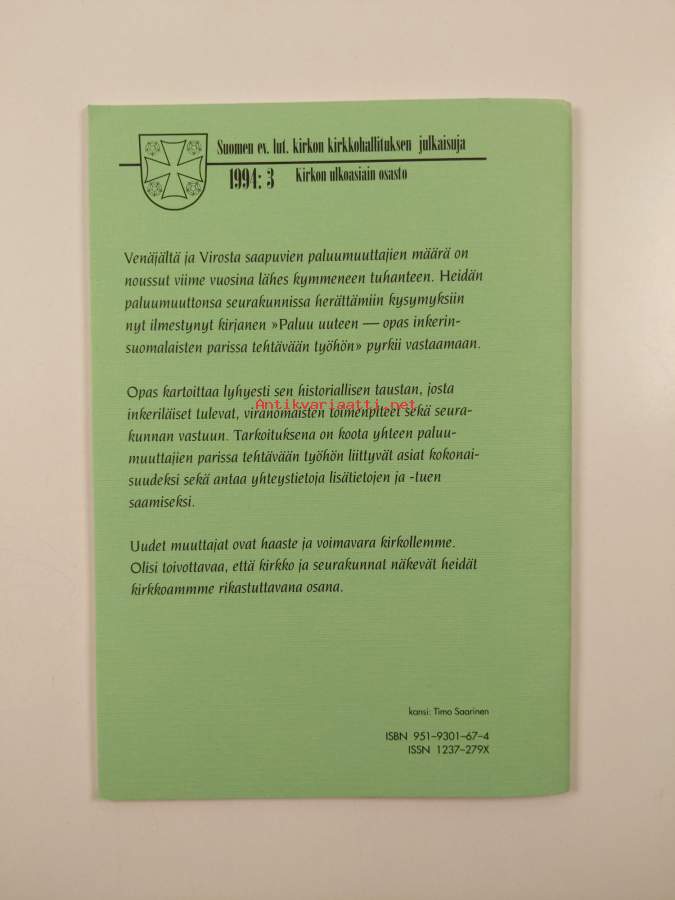 Suomen ev. lut. kirkon kirkkohallituksen julkaisuja
1994: 3 Kirkon ulkoasiain osasto
Venäjältä ja Virosta saapuvien paluumuuttajien määrä on
noussut viime vuosina lähes kymmeneen tuhanteen. Heidän
paluumuuttonsa seurakunnissa herättämiin kysymyksiin
nyt ilmestynyt kirjanen »Paluu uuteen — opas inkerin-
suomalaisten parissa tehtävään työhön» pyrkii vastaamaan.
Opas kartoittaa lyhyesti sen historiallisen taustan, josta
Antikvariaatti.net
inkeriläiset tulevat, viranomaisten toimenpiteet sekä seura-
kunnan vastuun. Tarkoituksena on koota yhteen paluu-
muuttajien parissa tehtävään työhön liittyvät asiat kokonai-
suudeksi sekä antaa yhteystietoja lisätietojen ja -tuen
saamiseksi.
Uudet muuttajat ovat haaste ja voimavara kirkollemme.
Olisi toivottavaa, että kirkko ja seurakunnat näkevät heidät
kirkkoammme rikastuttavana osana.
kansi: Timo Saarinen
ISBN 951–9301–67–4
ISSN 1237–279X